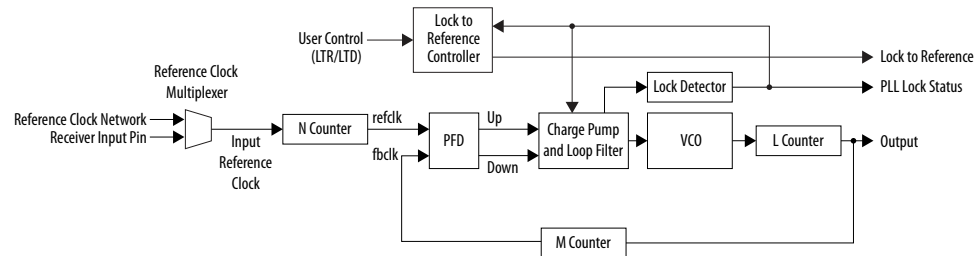 User Control
(LTR/LTD)
Lock to
Reference
Controller
Lock to Reference
PLL Lock Status
Lock Detector
Reference Clock
Multiplexer
Reference Clock Network
Receiver Input Pin
Input
Reference
Clock
N Counter
refclk
fbclk
PFD
Up
Down
Charge Pump
and Loop Filter
VCO
L Counter
Output
M Counter